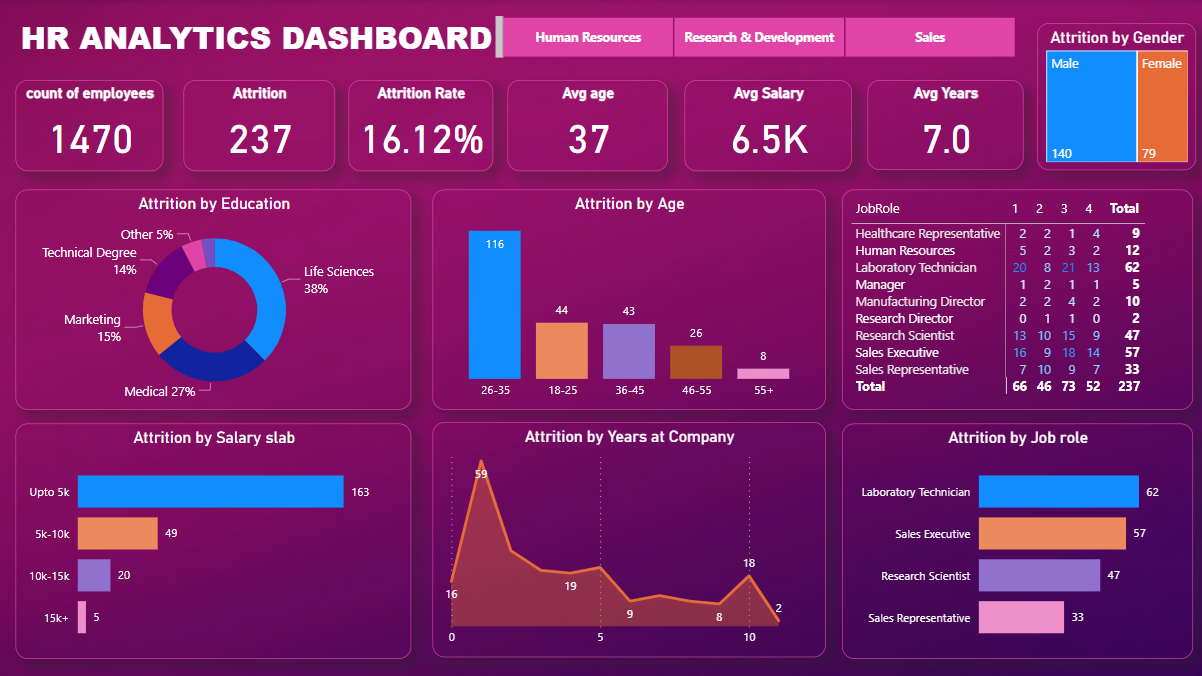 HR ANALYTICS DASHBOARD
Human Resources
Research & Development
Sales
Attrition by Gender
Male
Female
140
79
count of employees
1470
Attrition
237
Attrition Rate
16.12%
Avg age
37
Avg Salary
6.5K
Avg Years
7.0
Attrition by Education
Other 5%
Technical Degree
14%
Life Sciences
38%
Marketing
15%
Medical 27%
Attrition by Age
116
44
43
26
8
26-35
18-25
36-45
46-55
55+
JobRole 1 2 3 4 Total
Healthcare Representative 2 2 1 4 9
Human Resources 5 2 3 2 12
Laboratory Technician 20 8 21 13 62
Manager 1 2 1 1 5
Manufacturing Director 2 2 4 2 10
Research Director 0 1 1 0 2
Research Scientist 13 10 15 9 47
Sales Executive 16 9 18 14 57
Sales Representative 7 10 9 7 33
Total 66 46 73 52 237
Attrition by Salary slab
Upto 5k 163
5k-10k 49
10k-15k 20
15k+ 5
Attrition by Years at Company
59
16
19
9
8
18
2
0 5 10
Attrition by Job role
Laboratory Technician 62
Sales Executive 57
Research Scientist 47
Sales Representative 33